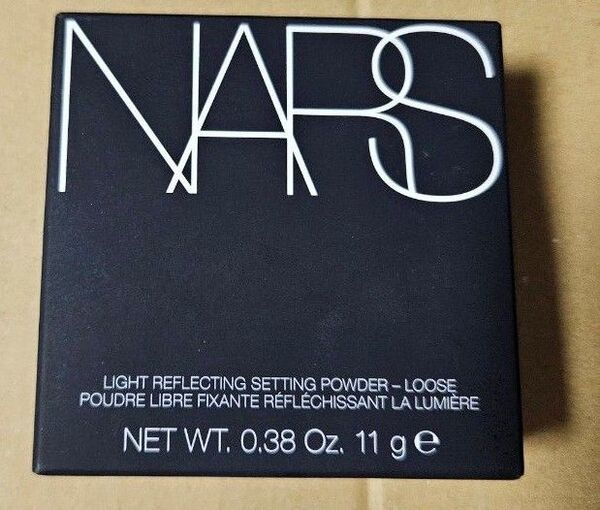 NARS
LIGHT REFLECTING SETTING POWDER – LOOSE
POUDRE LIBRE FIXANTE RÉFLÉCHISSANT LA LUMIÈRE
NET WT. 0.38 Oz. 11 g ℮